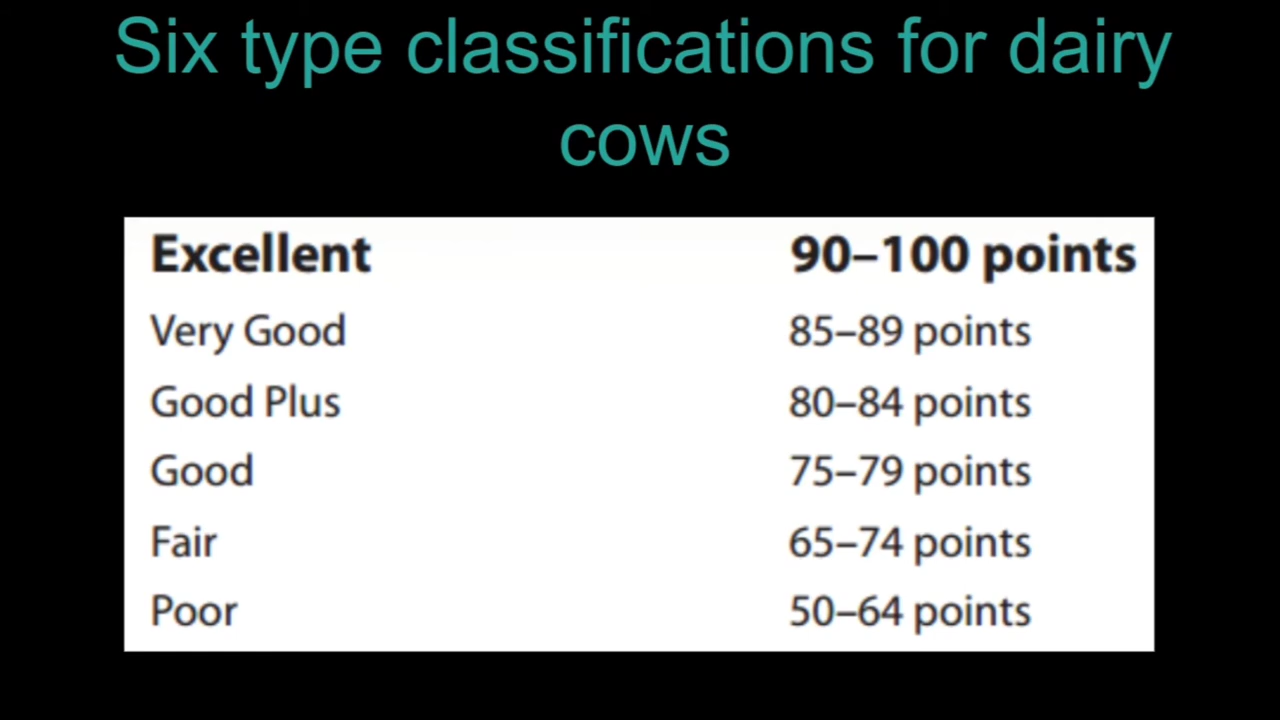 Six type classifications for dairy
cows
Excellent 90–100 points
Very Good 85–89 points
Good Plus 80–84 points
Good 75–79 points
Fair 65–74 points
Poor 50–64 points